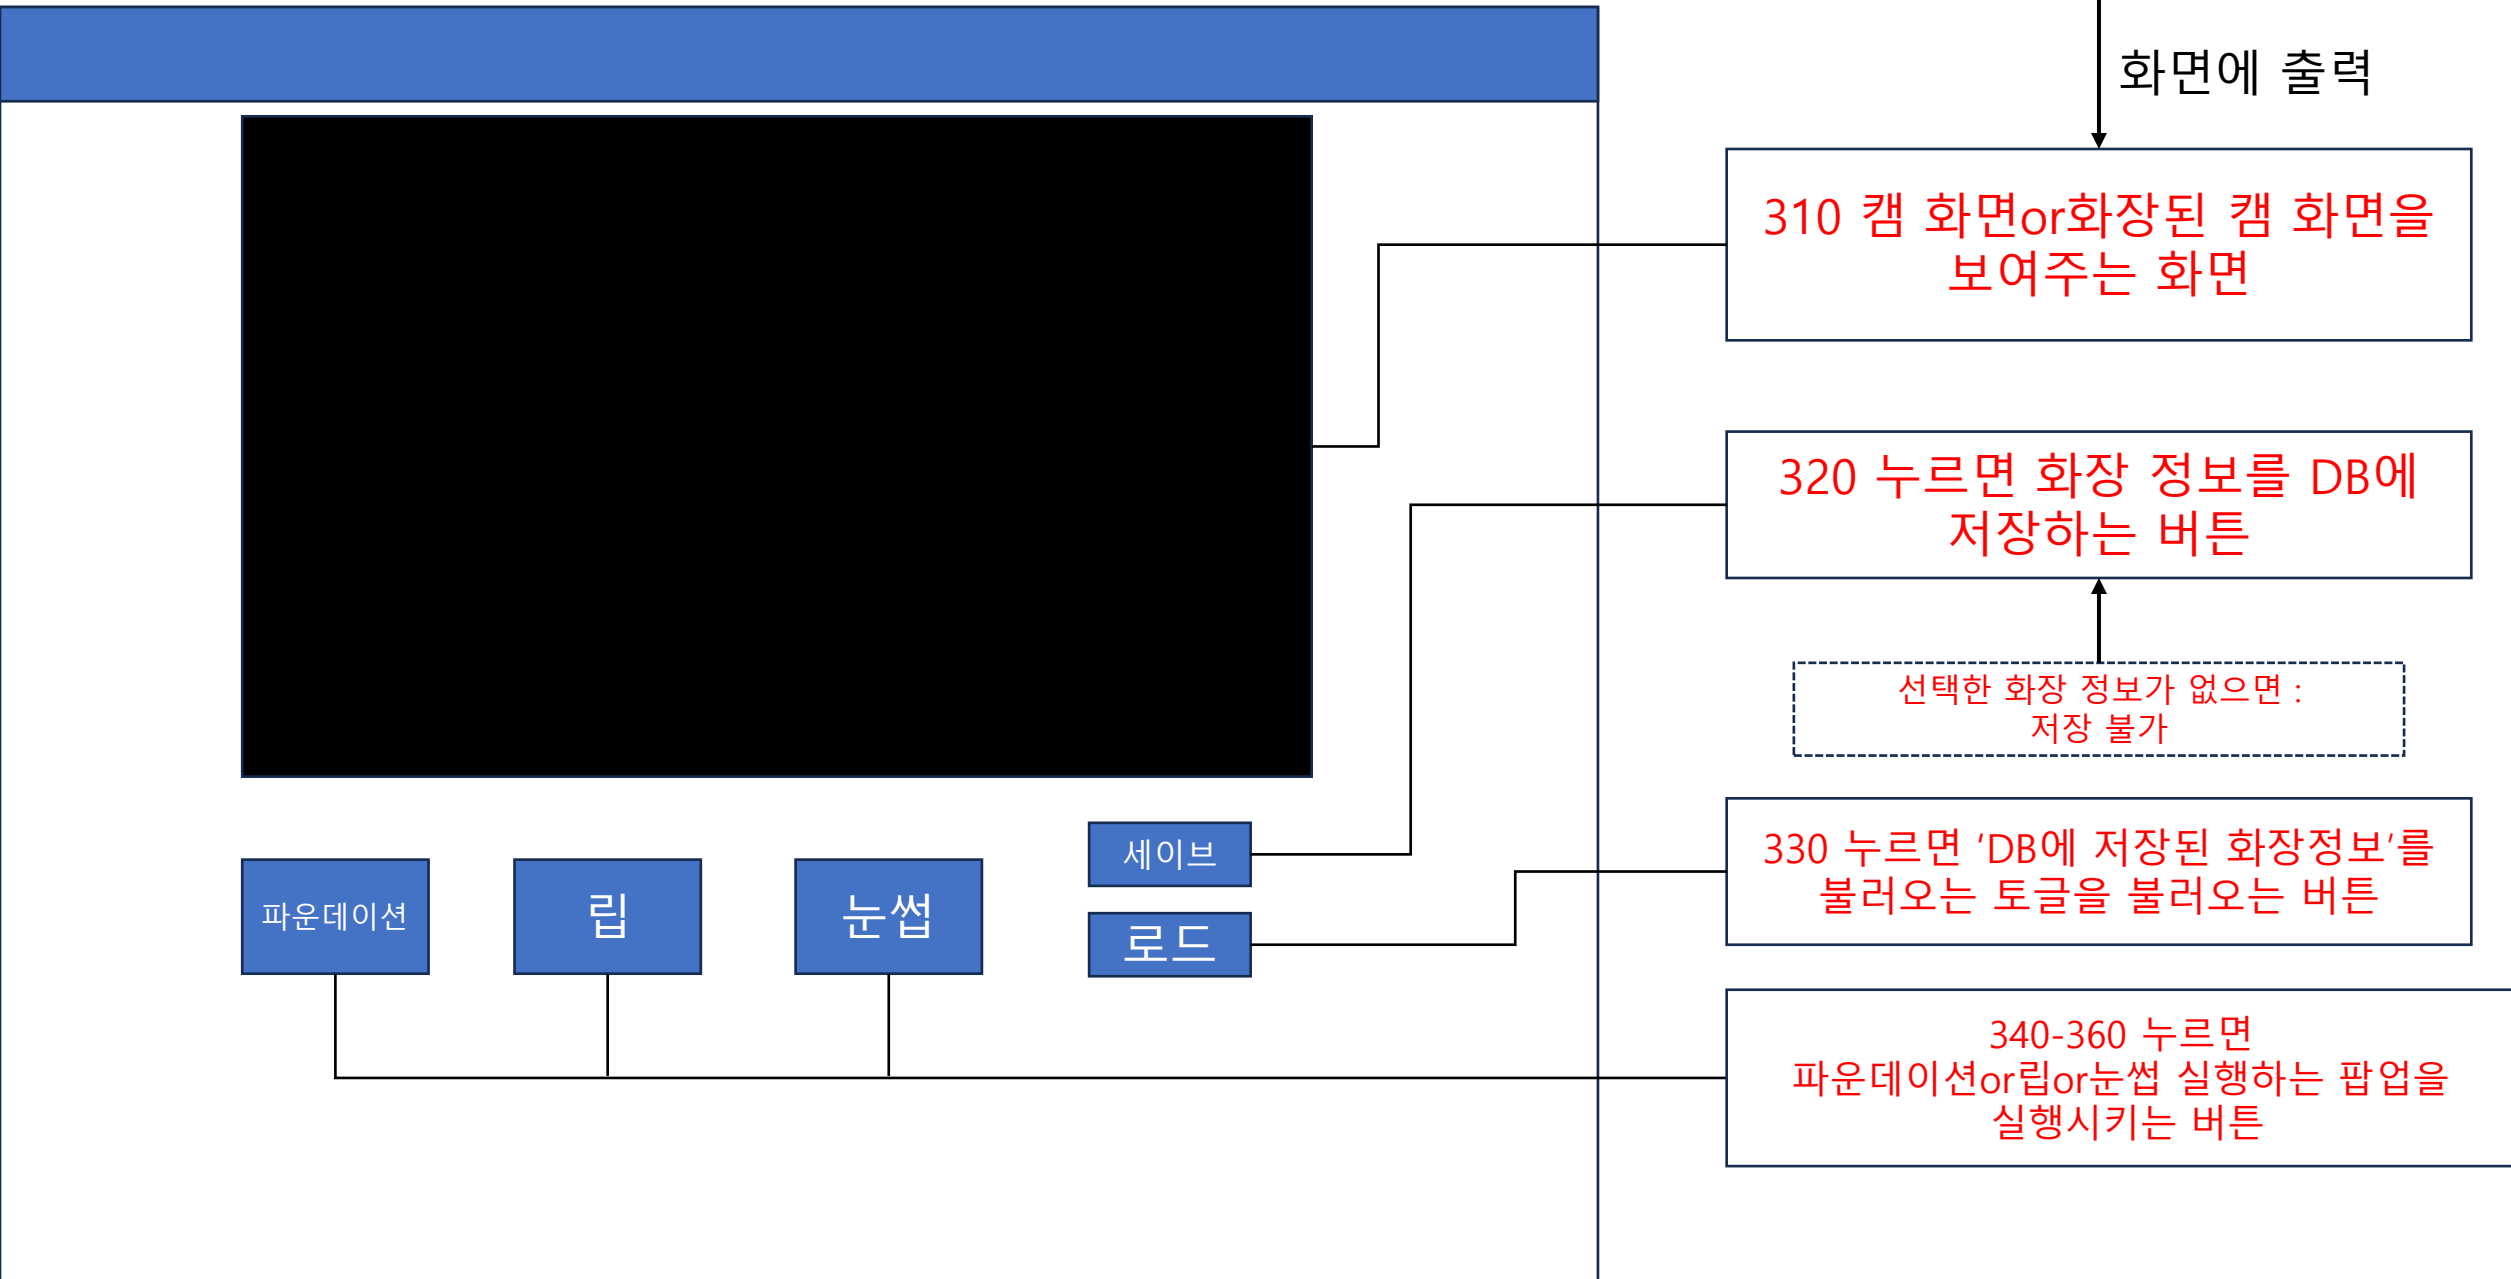 화면에 출력
310 캠 화면or화장된 캠 화면을
보여주는 화면
320 누르면 화장 정보를 DB에
저장하는 버튼
선택한 화장 정보가 없으면 :
저장 불가
세이브
330 누르면 ‘DB에 저장된 화장정보’를
불러오는 토글을 불러오는 버튼
파운데이션
립
눈썹
로드
340-360 누르면
파운데이션or립or눈썹 실행하는 팝업을
실행시키는 버튼